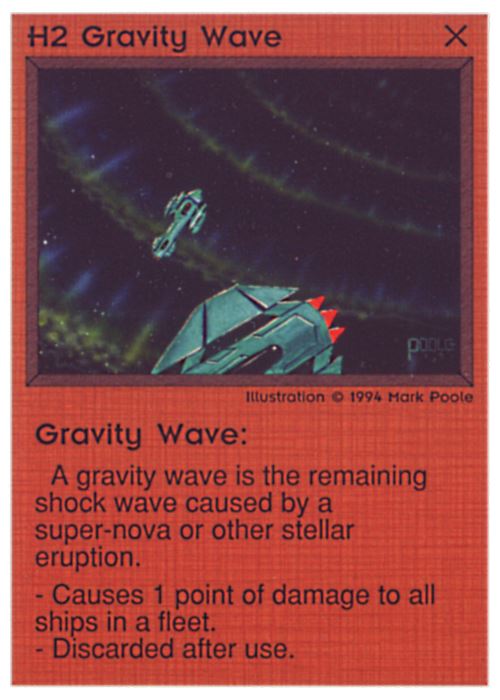 H2 Gravity Wave X
POOLE
Illustration © 1994 Mark Poole
Gravity Wave:
A gravity wave is the remaining
shock wave caused by a
super-nova or other stellar
eruption.
- Causes 1 point of damage to all
ships in a fleet.
- Discarded after use.